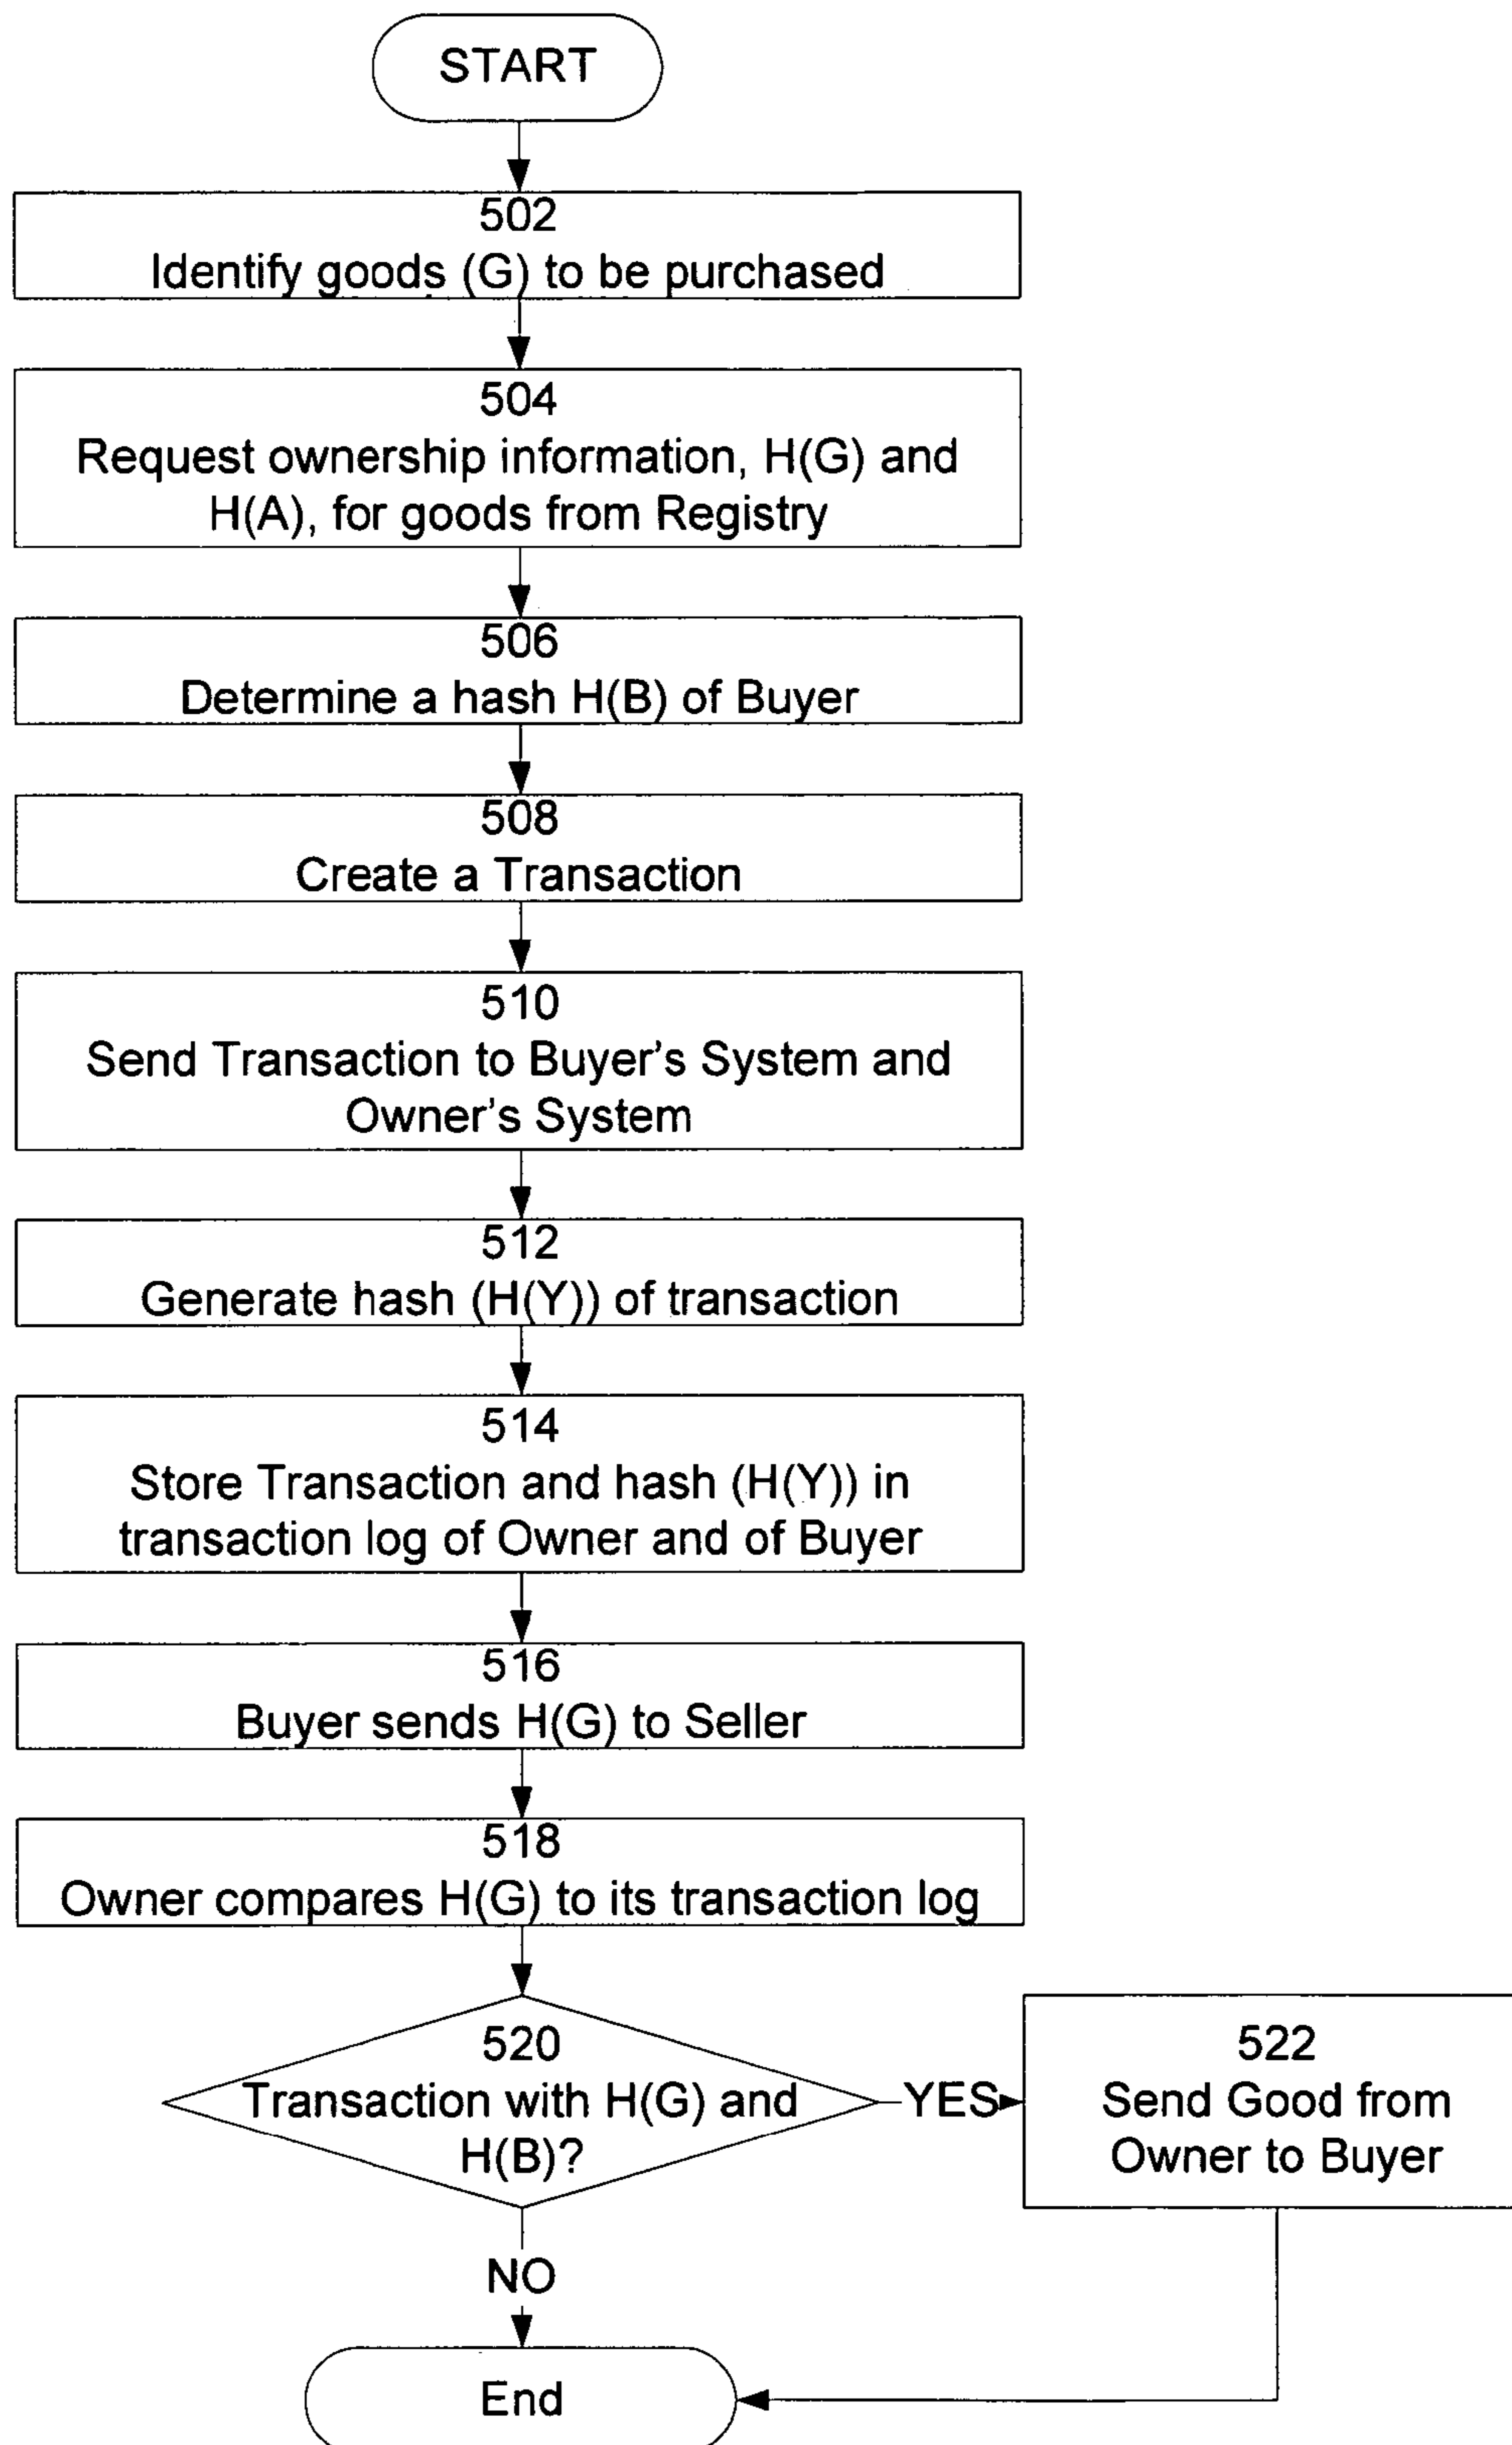 START
502
Identify goods (G) to be purchased
504
Request ownership information, H(G) and
H(A), for goods from Registry
506
Determine a hash H(B) of Buyer
508
Create a Transaction
510
Send Transaction to Buyer's System and
Owner's System
512
Generate hash (H(Y)) of transaction
514
Store Transaction and hash (H(Y)) in
transaction log of Owner and of Buyer
516
Buyer sends H(G) to Seller
518
Owner compares H(G) to its transaction log
520
Transaction with H(G) and
H(B)?
YES
522
Send Good from
Owner to Buyer
NO
End